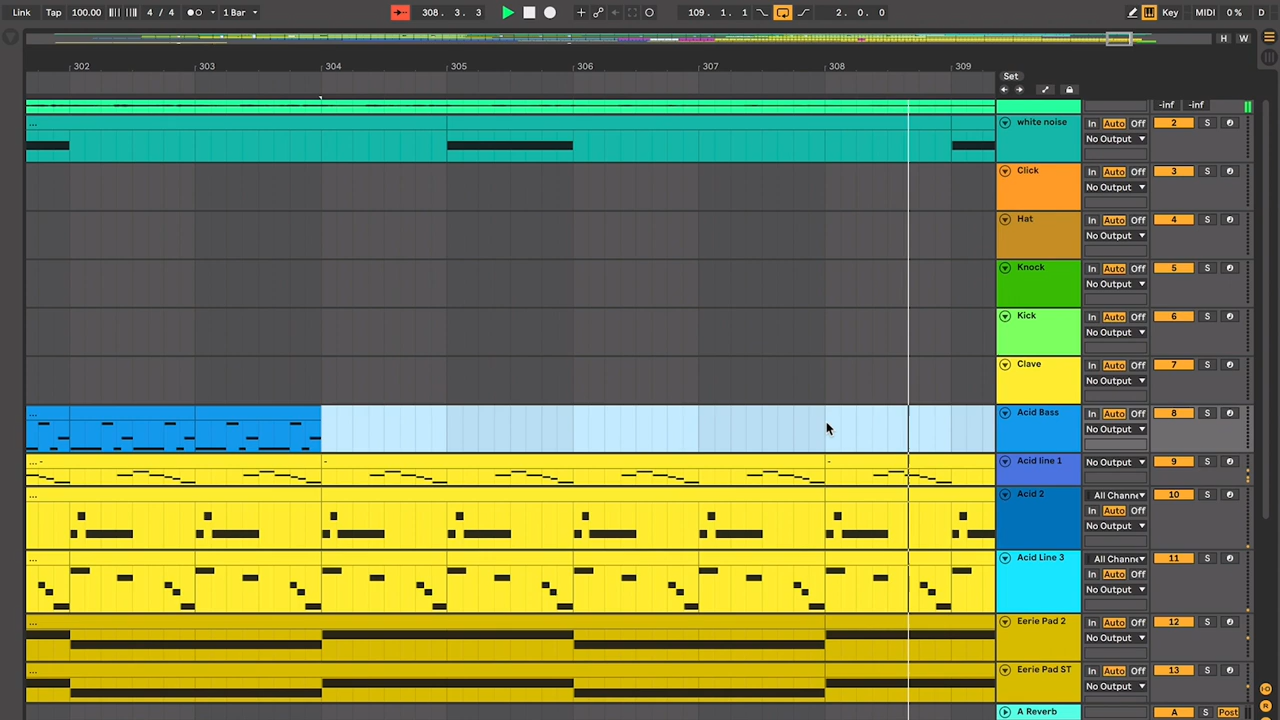 Link Tap 100.00 4 / 4 1 Bar 308. 3. 3 109. 1. 1 2. 0. 0 Key MIDI 0 % D
H W
302 303 304 305 306 307 308 309
Set
-inf -inf
... white noise In Auto Off 2 S
No Output
Click In Auto Off 3 S
No Output
Hat In Auto Off 4 S
No Output
Knock In Auto Off 5 S
No Output
Kick In Auto Off 6 S
No Output
Clave In Auto Off 7 S
No Output
... Acid Bass In Auto Off 8 S
No Output
... - - - Acid line 1 No Output 9 S
... Acid 2 All Channe 10 S
In Auto Off
No Output
... Acid Line 3 All Channe 11 S
In Auto Off
No Output
... Eerie Pad 2 In Auto Off 12 S
No Output
... Eerie Pad ST In Auto Off 13 S
No Output
A Reverb A S Post